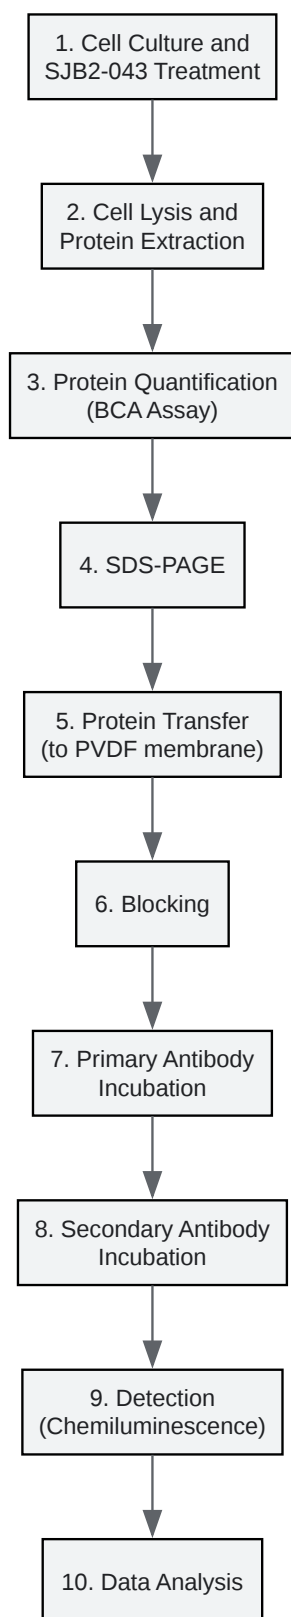 1. Cell Culture and
SJB2-043 Treatment
2. Cell Lysis and
Protein Extraction
3. Protein Quantification
(BCA Assay)
4. SDS-PAGE
5. Protein Transfer
(to PVDF membrane)
6. Blocking
7. Primary Antibody
Incubation
8. Secondary Antibody
Incubation
9. Detection
(Chemiluminescence)
10. Data Analysis